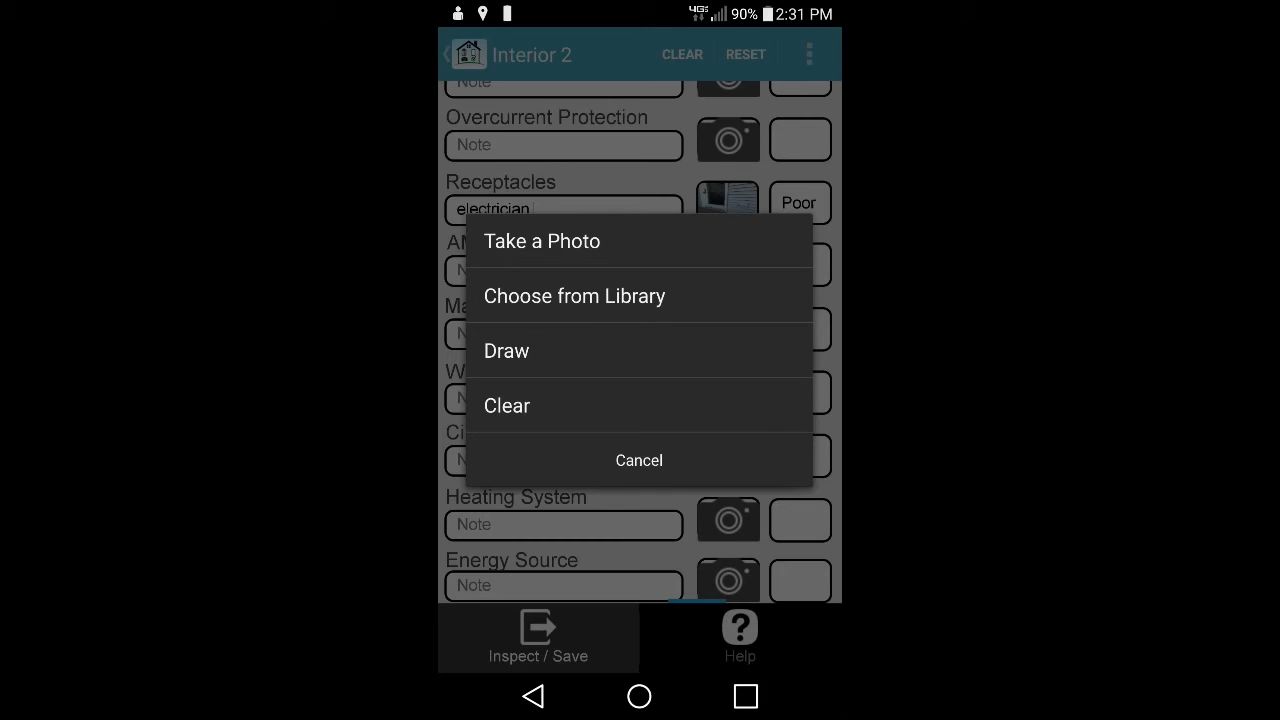 4G 90% 2:31 PM
Interior 2 CLEAR RESET
Note
Overcurrent Protection
Note
Receptacles
electrician Poor
Take a Photo
Choose from Library
Draw
Clear
Cancel
Heating System
Note
Energy Source
Note
Inspect / Save Help